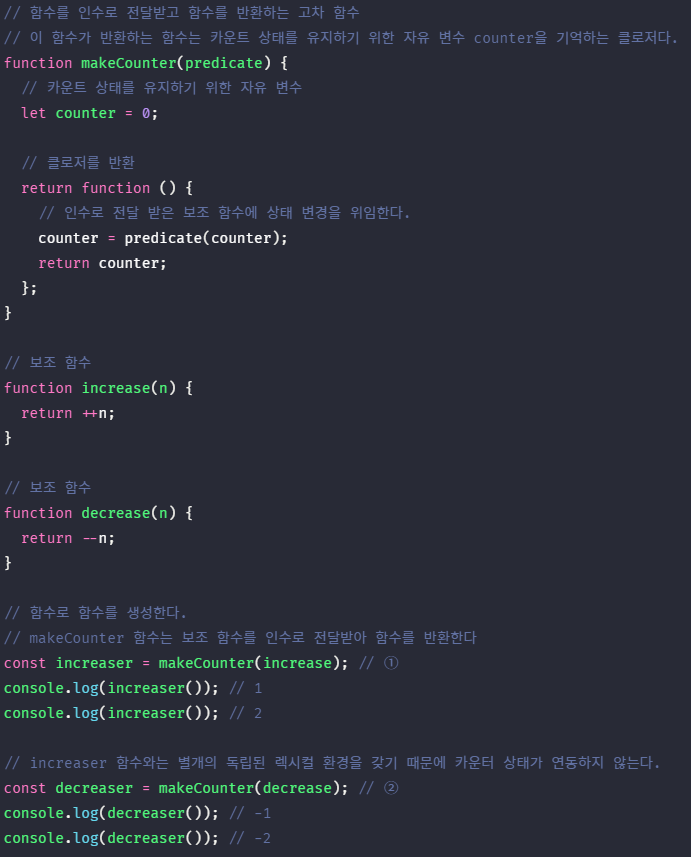 // 함수를 인수로 전달받고 함수를 반환하는 고차 함수
// 이 함수가 반환하는 함수는 카운트 상태를 유지하기 위한 자유 변수 counter을 기억하는 클로저다.
function makeCounter(predicate) {
  // 카운트 상태를 유지하기 위한 자유 변수
  let counter = 0;

  // 클로저를 반환
  return function () {
    // 인수로 전달 받은 보조 함수에 상태 변경을 위임한다.
    counter = predicate(counter);
    return counter;
  };
}

// 보조 함수
function increase(n) {
  return ++n;
}

// 보조 함수
function decrease(n) {
  return --n;
}

// 함수로 함수를 생성한다.
// makeCounter 함수는 보조 함수를 인수로 전달받아 함수를 반환한다
const increaser = makeCounter(increase); // ①
console.log(increaser()); // 1
console.log(increaser()); // 2

// increaser 함수와는 별개의 독립된 렉시컬 환경을 갖기 때문에 카운터 상태가 연동하지 않는다.
const decreaser = makeCounter(decrease); // ②
console.log(decreaser()); // -1
console.log(decreaser()); // -2